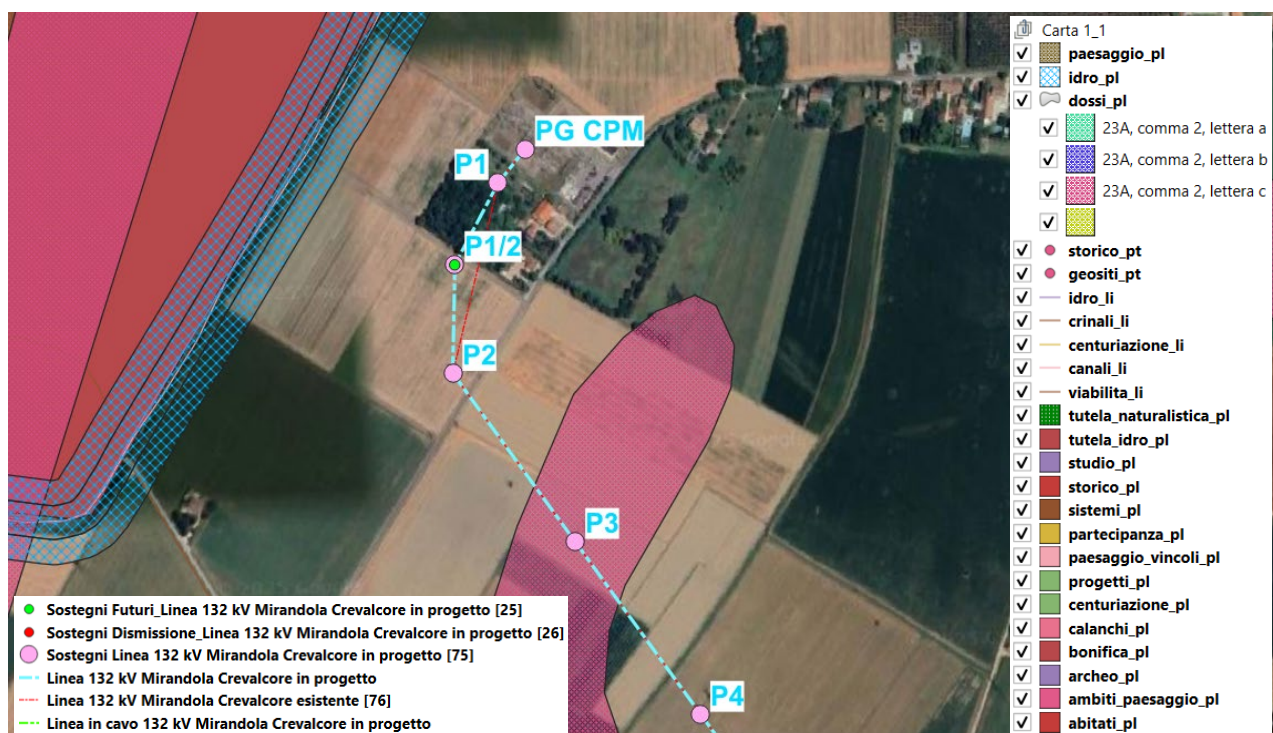 PG CPM
P1
P1/2
P2
P3
P4
Carta 1_1
paesaggio_pl
idro_pl
dossi_pl
23A, comma 2, lettera a
23A, comma 2, lettera b
23A, comma 2, lettera c
storico_pt
geositi_pt
idro_li
crinali_li
centuriazione_li
canali_li
viabilita_li
tutela_naturalistica_pl
tutela_idro_pl
studio_pl
storico_pl
sistemi_pl
partecipanza_pl
paesaggio_vincoli_pl
progetti_pl
centuriazione_pl
calanchi_pl
bonifica_pl
archeo_pl
ambiti_paesaggio_pl
abitati_pl
Sostegni Futuri_Linea 132 kV Mirandola Crevalcore in progetto [25]
Sostegni Dismissione_Linea 132 kV Mirandola Crevalcore in progetto [26]
Sostegni Linea 132 kV Mirandola Crevalcore in progetto [75]
Linea 132 kV Mirandola Crevalcore in progetto
Linea 132 kV Mirandola Crevalcore esistente [76]
Linea in cavo 132 kV Mirandola Crevalcore in progetto